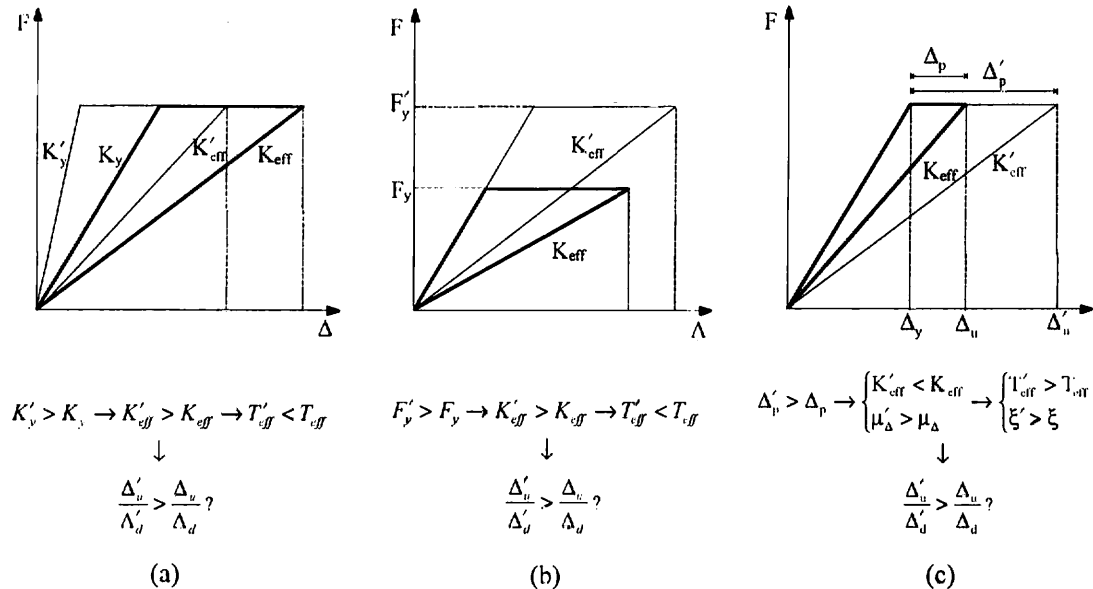 F
K'y
Ky
K'eff
Keff
Δ
K'y > Ky → K'eff > Keff → T'eff < Teff
↓
Δ'u/Δ'd > Δu/Δd ?
(a)
F
F'y
Fy
K'eff
Keff
Δ
F'y > Fy → K'eff > Keff → T'eff < Teff
↓
Δ'u/Δ'd > Δu/Δd ?
(b)
F
Δp
Δ'p
Keff
K'eff
Δy
Δu
Δ'u
Δ'p > Δp → { K'eff < Keff → { T'eff > Teff
μ'Δ > μΔ ξ' > ξ
↓
Δ'u/Δ'd > Δu/Δd ?
(c)